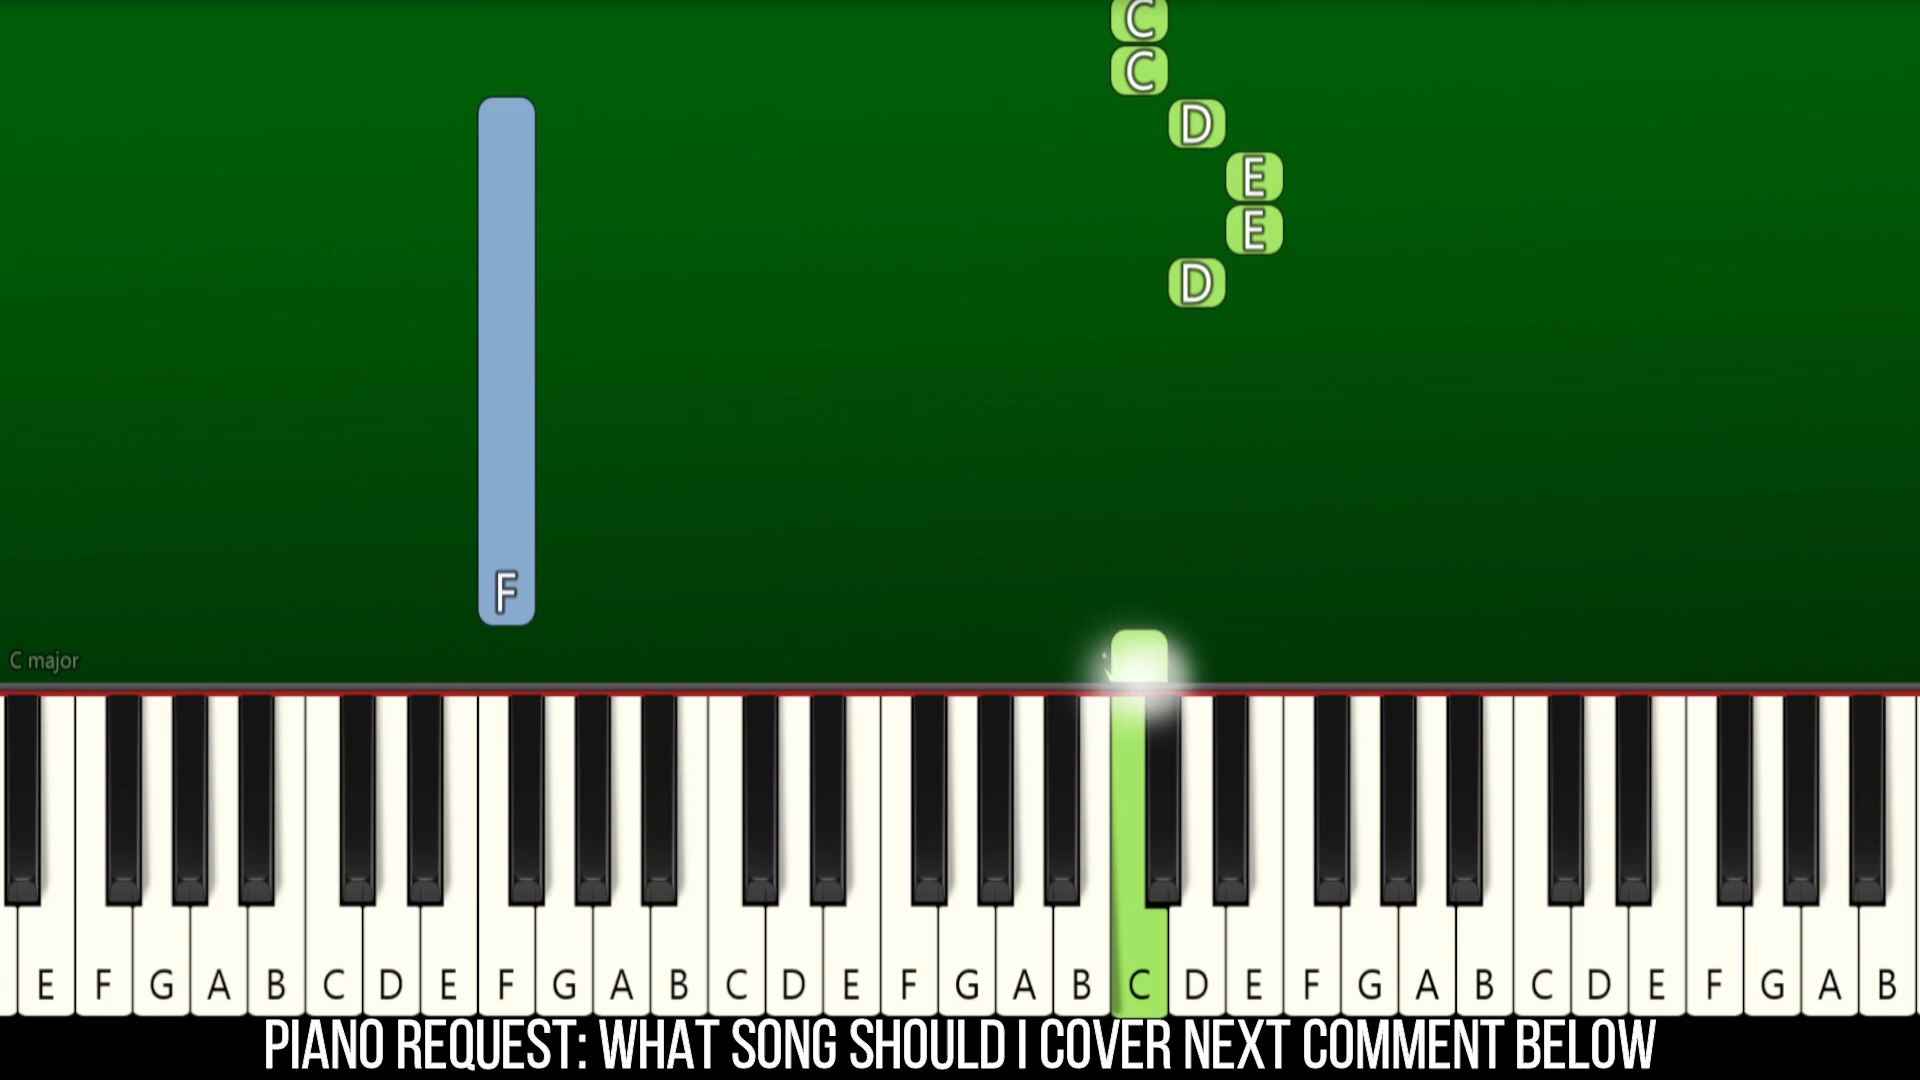 C
C
D
E
E
D
F
C major
E F G A B C D E F G A B C D E F G A B C D E F G A B C D E F G A B
PIANO REQUEST: WHAT SONG SHOULD I COVER NEXT COMMENT BELOW